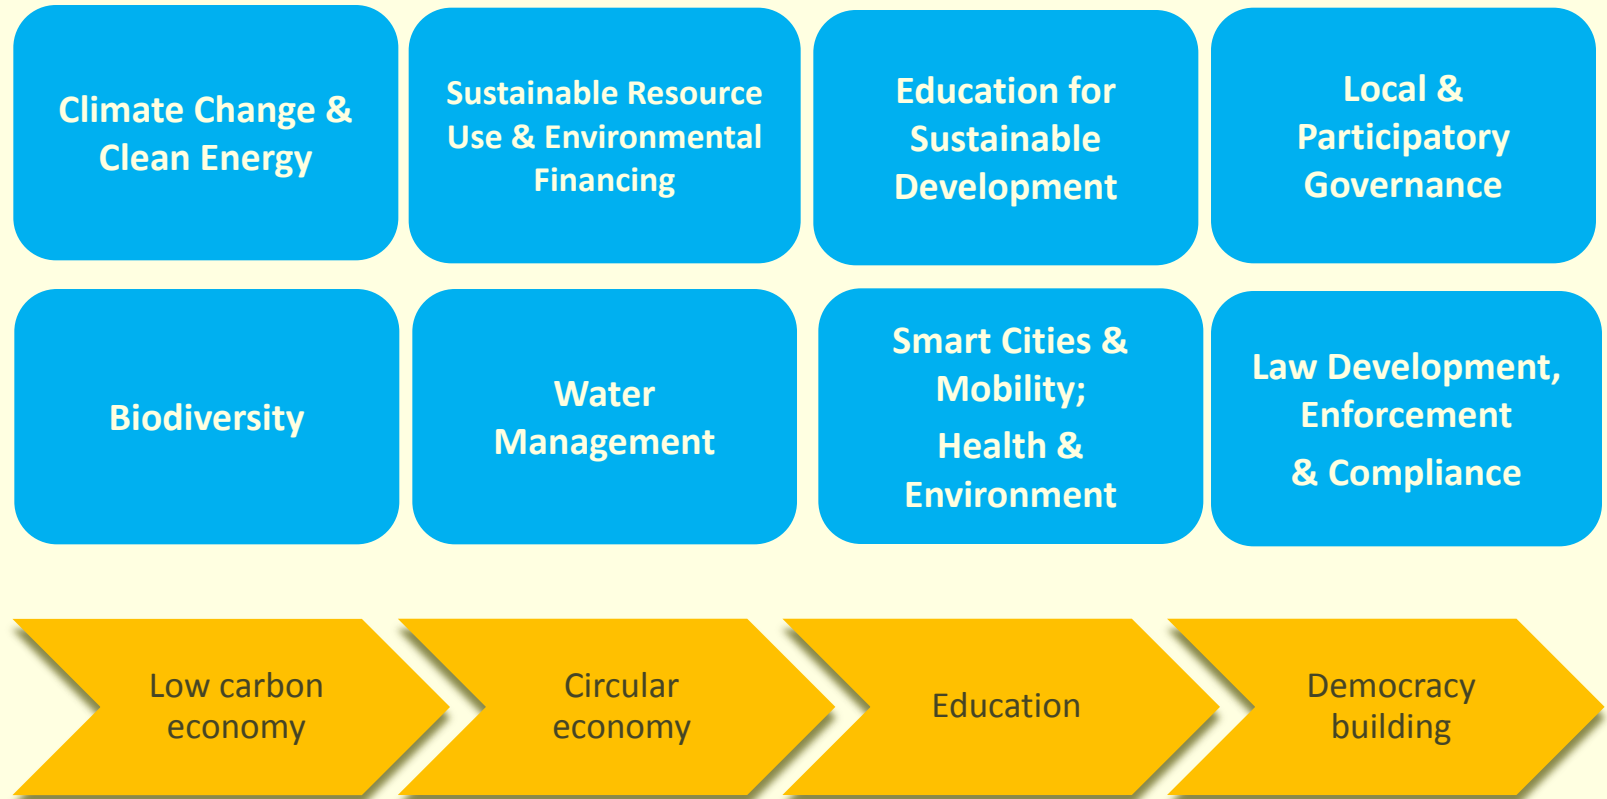 Climate Change &
Clean Energy
Sustainable Resource
Use & Environmental
Financing
Education for
Sustainable
Development
Local &
Participatory
Governance
Biodiversity
Water
Management
Smart Cities &
Mobility;
Health &
Environment
Law Development,
Enforcement
& Compliance
Low carbon
economy
Circular
economy
Education
Democracy
building